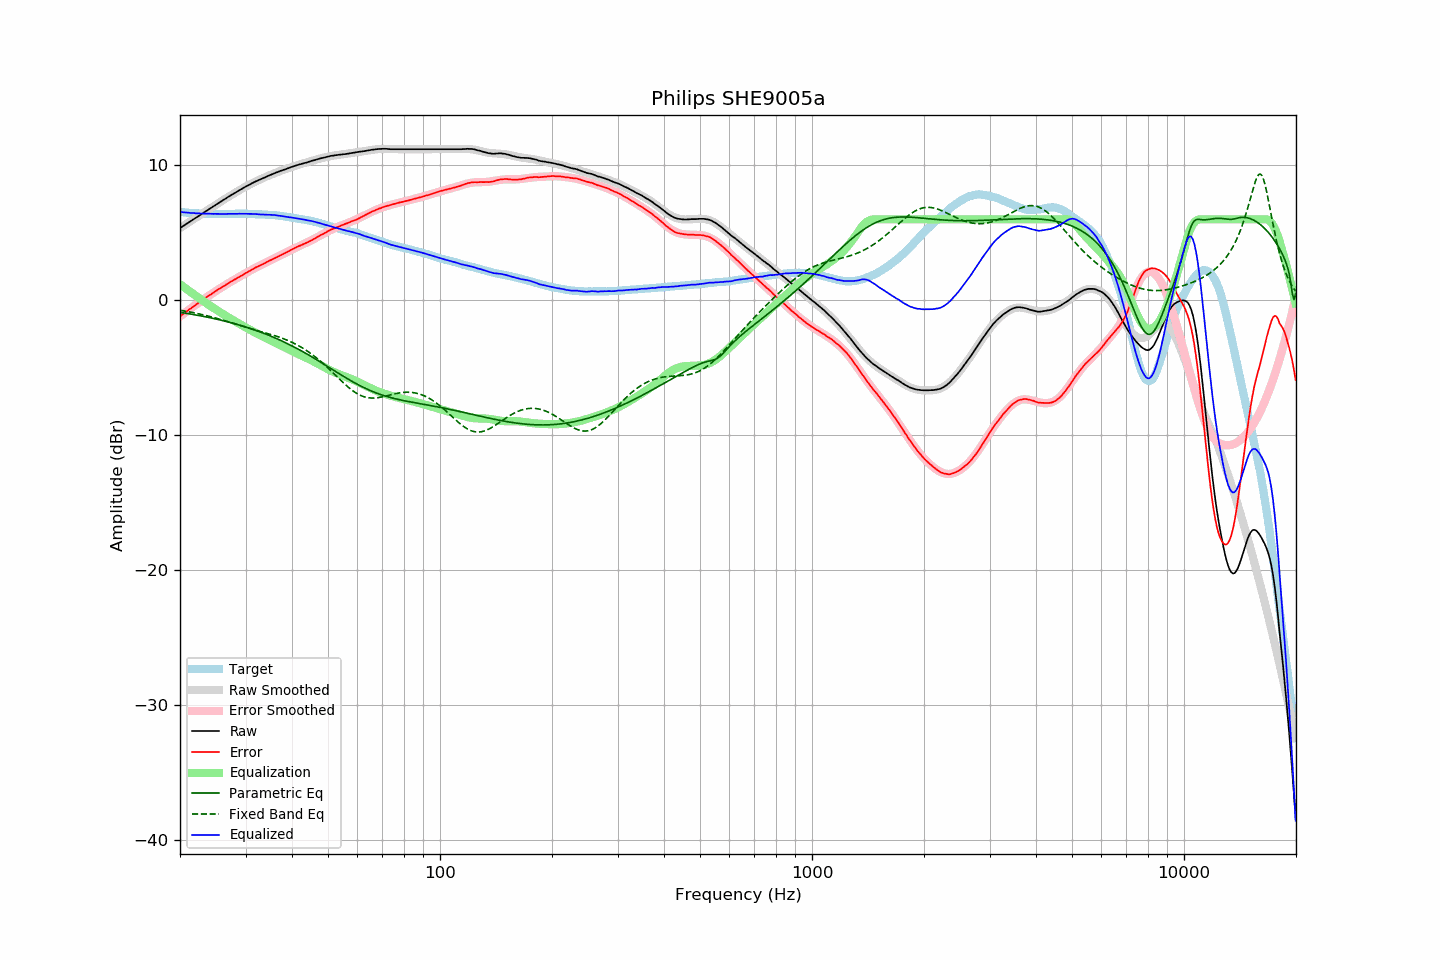 Philips SHE9005a
Amplitude (dBr)
10
0
−10
−20
−30
−40
Target
Raw Smoothed
Error Smoothed
Raw
Error
Equalization
Parametric Eq
Fixed Band Eq
Equalized
100
1000
10000
Frequency (Hz)